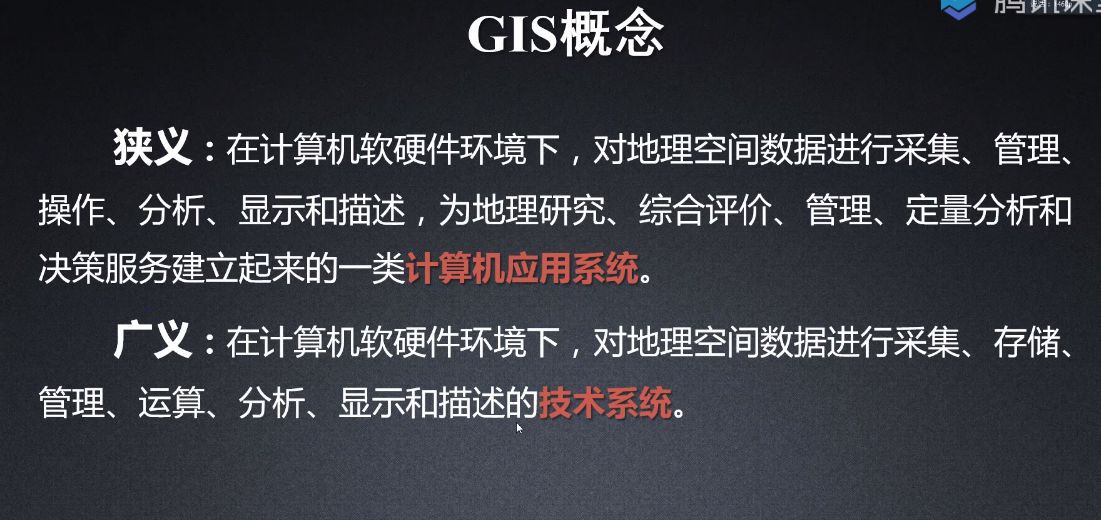 GIS概念
狭义：在计算机软硬件环境下，对地理空间数据进行采集、管理、
操作、分析、显示和描述，为地理研究、综合评价、管理、定量分析和
决策服务建立起来的一类计算机应用系统。
广义：在计算机软硬件环境下，对地理空间数据进行采集、存储、
管理、运算、分析、显示和描述的技术系统。